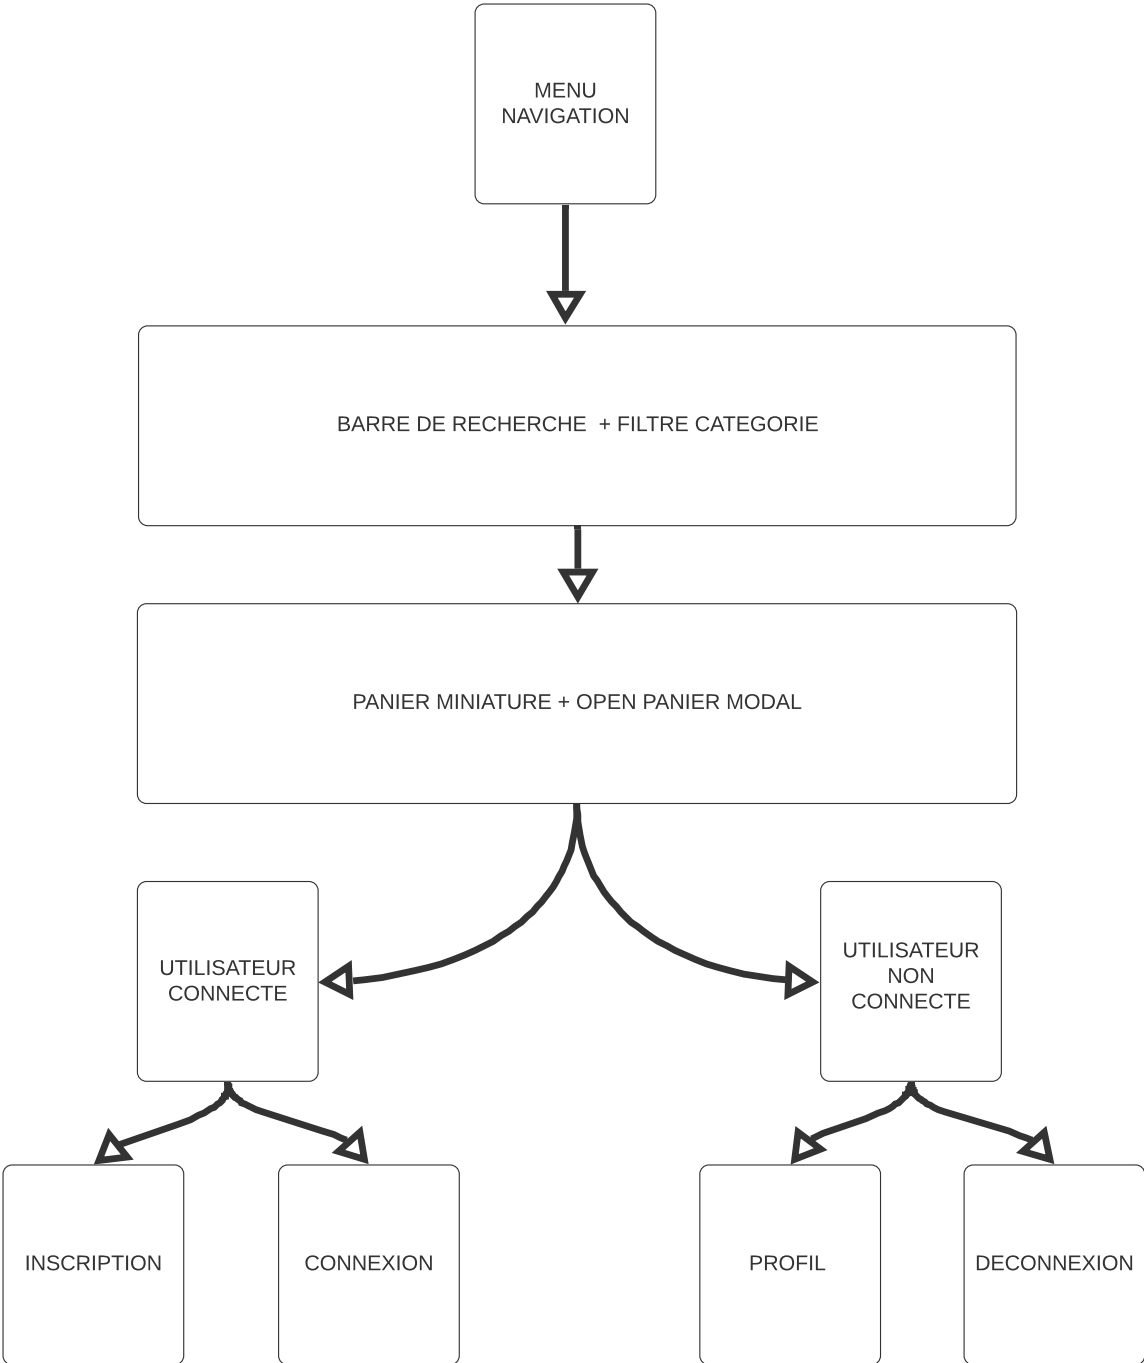 MENU
NAVIGATION
BARRE DE RECHERCHE  + FILTRE CATEGORIE
PANIER MINIATURE + OPEN PANIER MODAL
UTILISATEUR
CONNECTE
UTILISATEUR
NON
CONNECTE
INSCRIPTION
CONNEXION
PROFIL
DECONNEXION